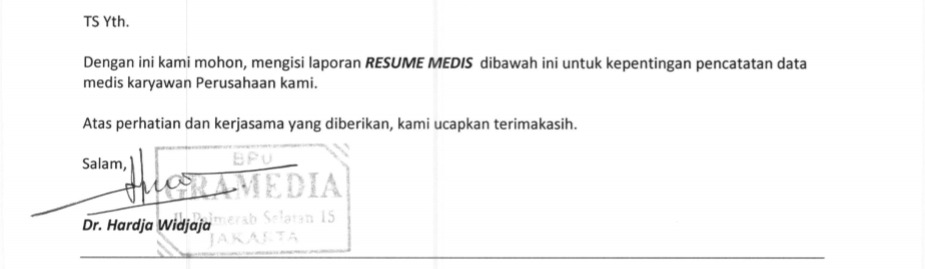 TS Yth.
Dengan ini kami mohon, mengisi laporan RESUME MEDIS dibawah ini untuk kepentingan pencatatan data
medis karyawan Perusahaan kami.
Atas perhatian dan kerjasama yang diberikan, kami ucapkan terimakasih.
Salam,
BPU
GRAMEDIA
Jl. Palmerah Selatan 15
JAKARTA
Dr. Hardja Widjaja